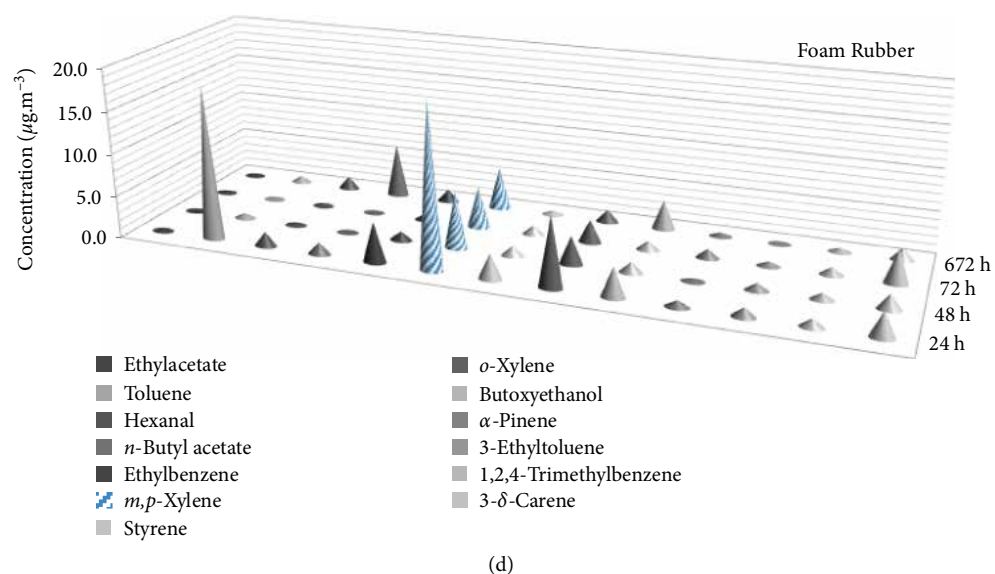 Foam Rubber
Concentration (μg.m⁻³)
20.0
15.0
10.0
5.0
0.0
672 h
72 h
48 h
24 h
Ethylacetate
Toluene
Hexanal
n-Butyl acetate
Ethylbenzene
m,p-Xylene
Styrene
o-Xylene
Butoxyethanol
α-Pinene
3-Ethyltoluene
1,2,4-Trimethylbenzene
3-δ-Carene
(d)